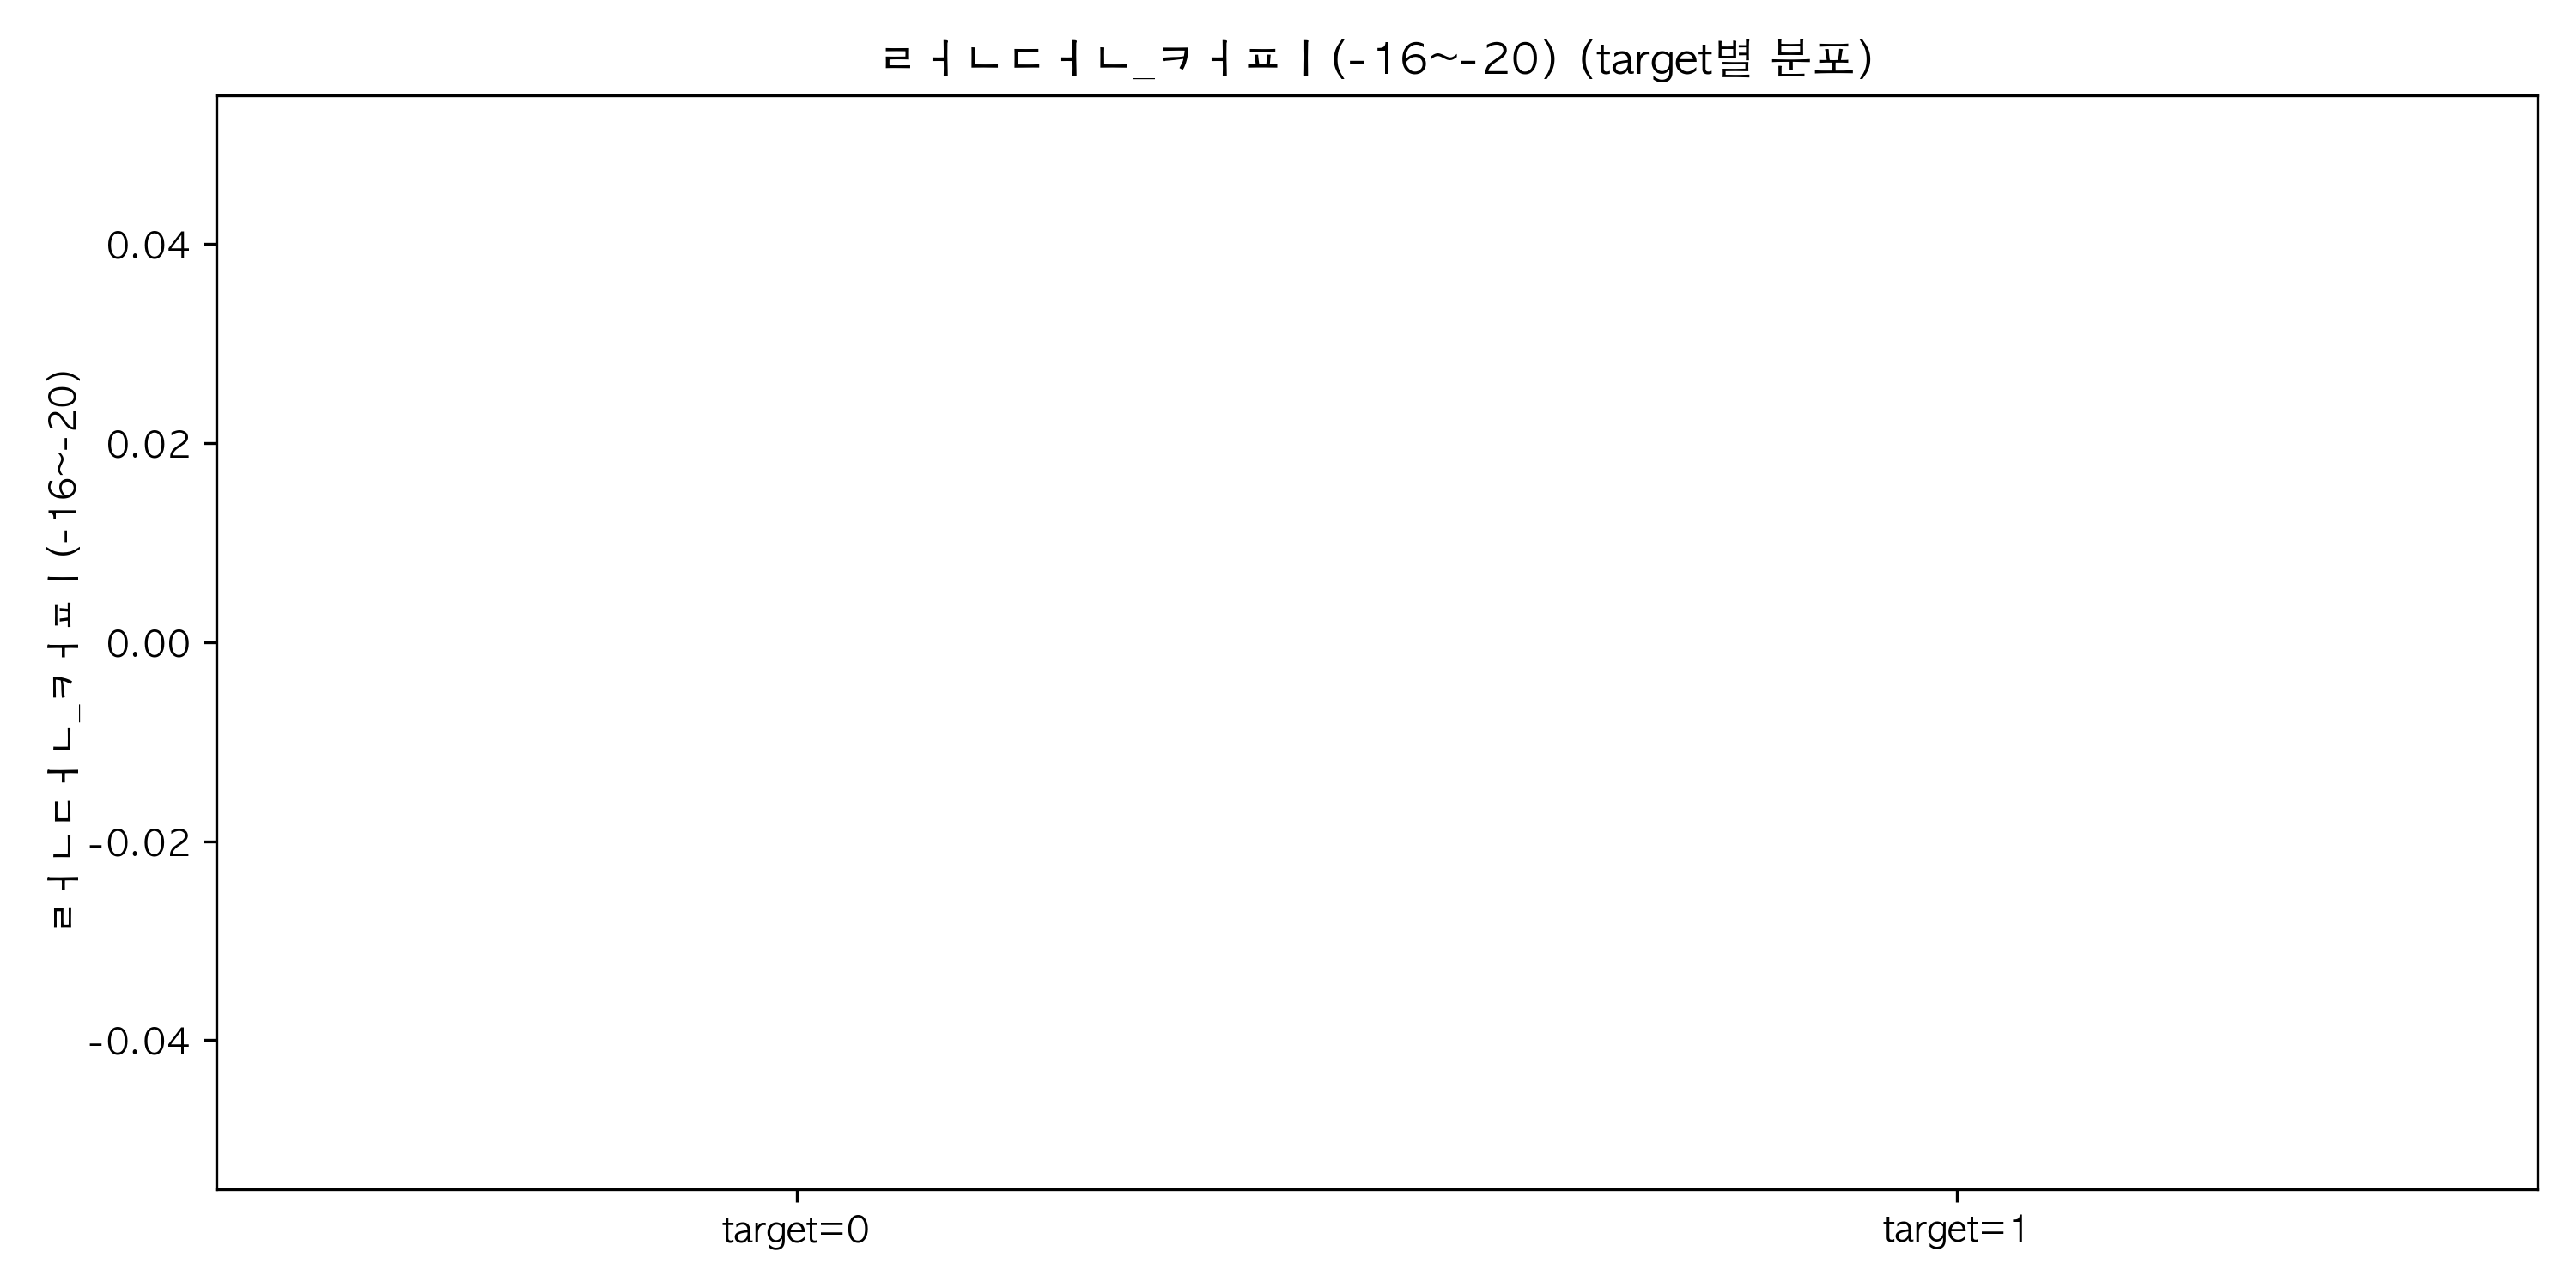 ㄹㅓㄴㄷㅓㄴ_ㅋㅓㅍㅣ(-16~-20) (target별 분포)
ㄹㅓㄴㄷㅓㄴ_ㅋㅓㅍㅣ(-16~-20)
0.04
0.02
0.00
-0.02
-0.04
target=0
target=1